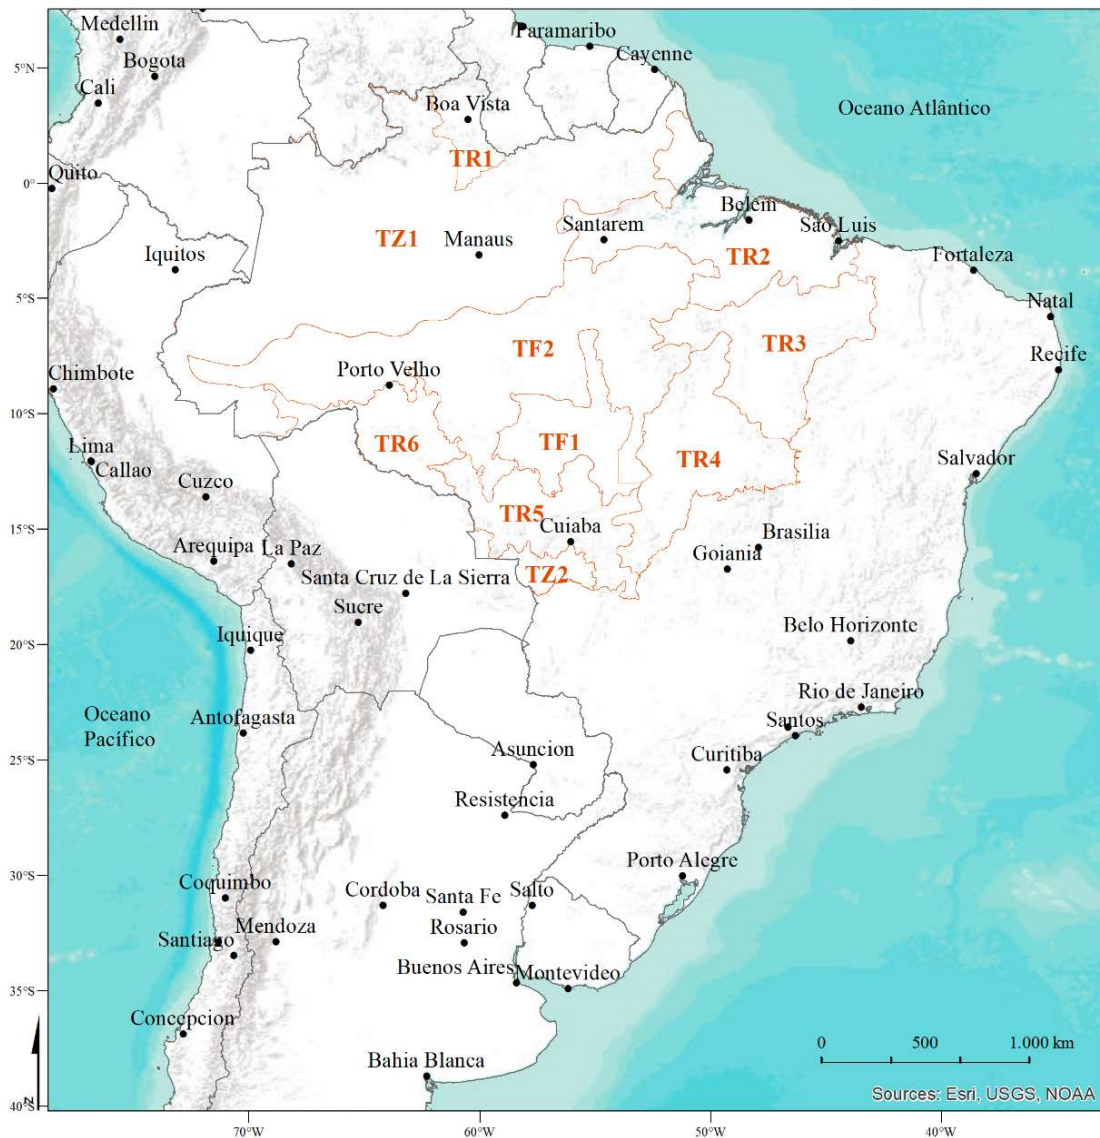 Medellin
Paramaribo
Bogota
Cayenne
5°N
Cali
Boa Vista
Oceano Atlântico
TR1
Quito
0°
Belem
Santarem
Sao Luis
TZ1
Manaus
TR2
Iquitos
Fortaleza
5°S
Natal
TF2
TR3
Recife
Porto Velho
Chimbote
10°S
Lima
TR6
TF1
TR4
Salvador
Callao
Cuzco
TR5
Cuiaba
15°S
Brasilia
Arequipa
La Paz
Goiania
Santa Cruz de La Sierra
TZ2
Sucre
Belo Horizonte
Iquique
20°S
Rio de Janeiro
Oceano
Pacífico
Antofagasta
Santos
Asuncion
Curitiba
25°S
Resistencia
Porto Alegre
30°S
Coquimbo
Cordoba
Santa Fe
Salto
Mendoza
Rosario
Santiago
Buenos Aires
Montevideo
35°S
Concepcion
0 500 1.000 km
Bahia Blanca
Sources: Esri, USGS, NOAA
N
40°S
70°W 60°W 50°W 40°W